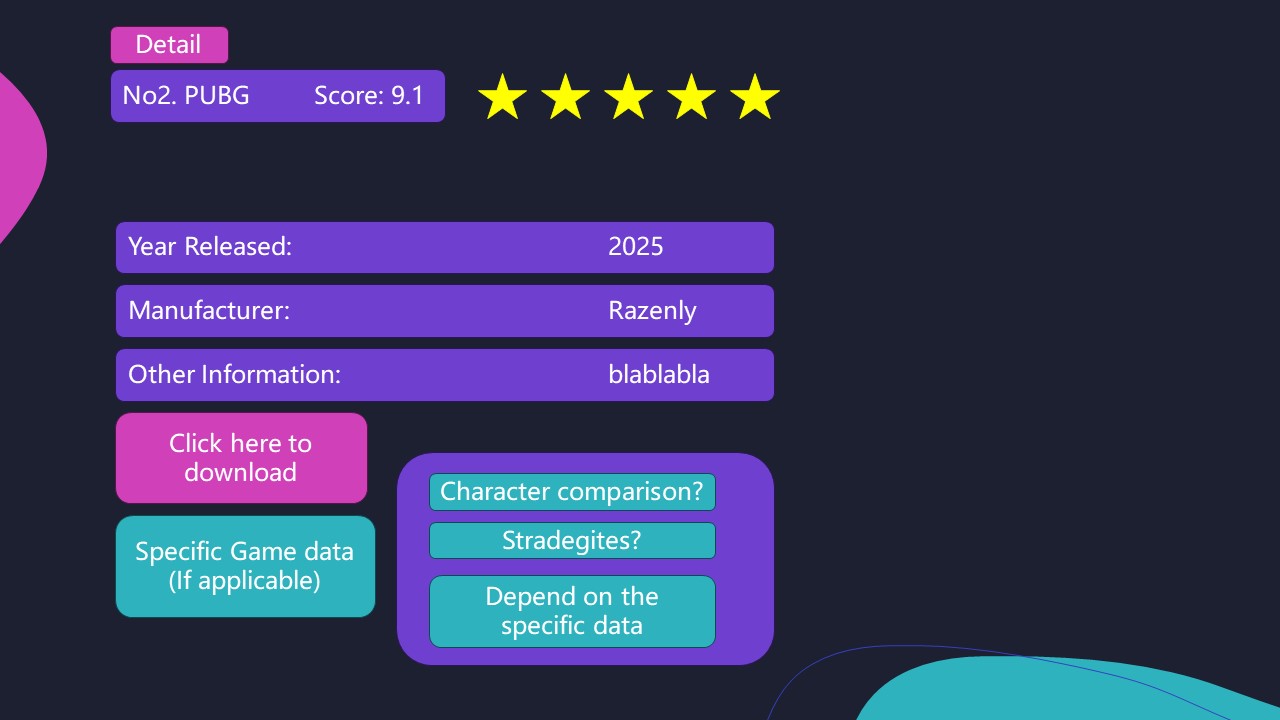 Detail
No2. PUBG Score: 9.1
Year Released: 2025
Manufacturer: Razenly
Other Information: blablabla
Click here to
download
Character comparison?
Stradegites?
Specific Game data
(If applicable)
Depend on the
specific data